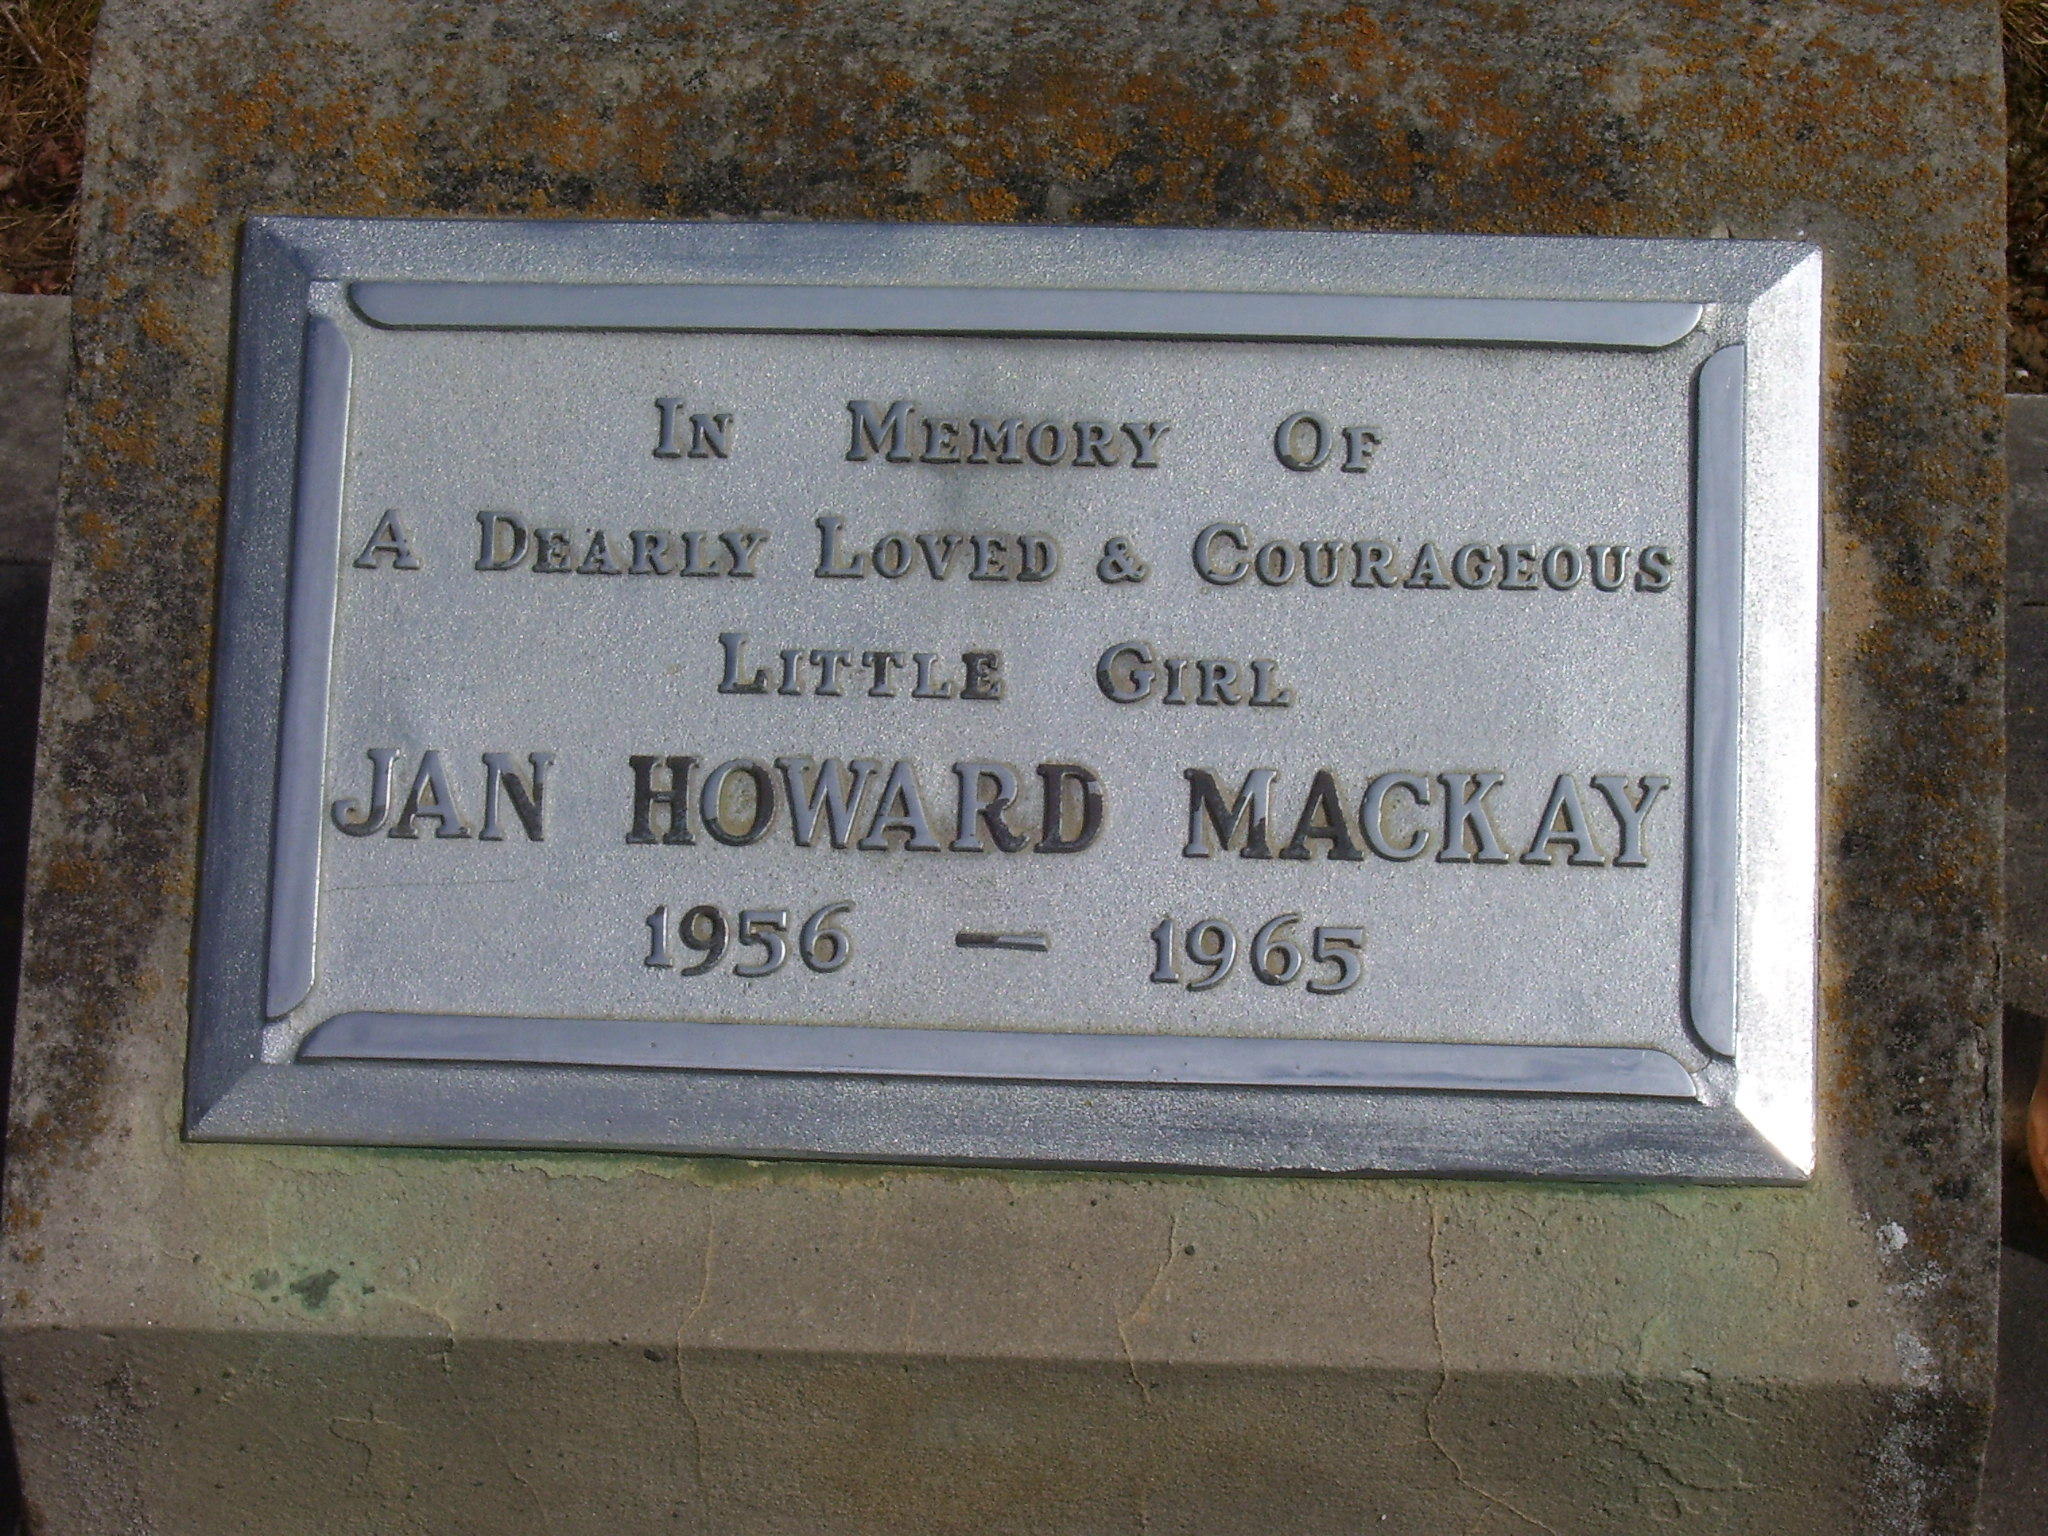 In Memory Of
A Dearly Loved & Courageous
Little Girl
JAN HOWARD MACKAY
1956 — 1965